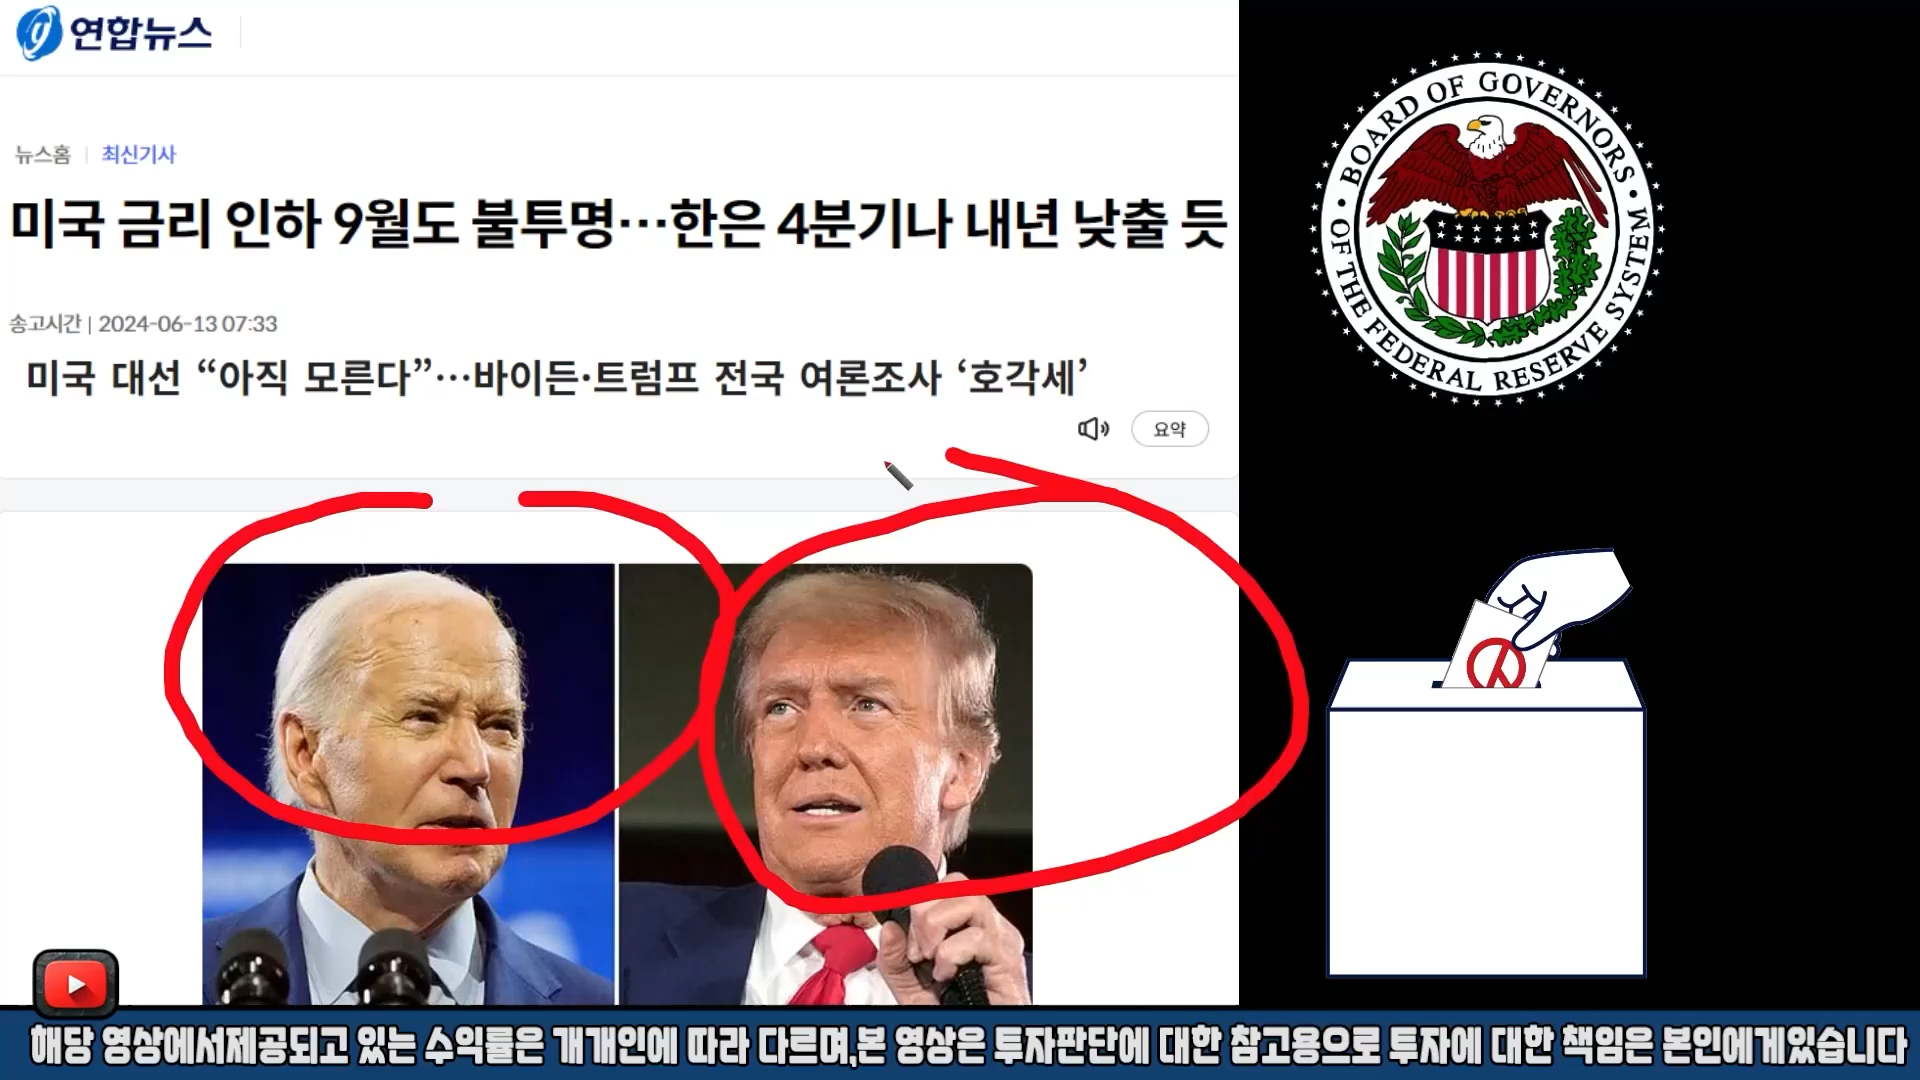 연합뉴스
뉴스홈 | 최신기사
미국 금리 인하 9월도 불투명…한은 4분기나 내년 낮출 듯
송고시간 | 2024-06-13 07:33
미국 대선 “아직 모른다”…바이든·트럼프 전국 여론조사 ‘호각세’
요약
BOARD OF GOVERNORS
OF THE FEDERAL RESERVE SYSTEM
해당 영상에서제공되고 있는 수익률은 개개인에 따라 다르며,본 영상은 투자판단에 대한 참고용으로 투자에 대한 책임은 본인에게있습니다